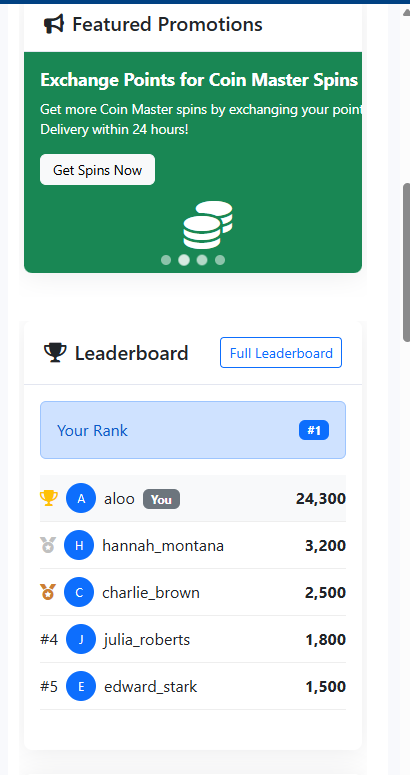 Featured Promotions
Exchange Points for Coin Master Spins
Get more Coin Master spins by exchanging your point
Delivery within 24 hours!
Get Spins Now
Leaderboard
Full Leaderboard
Your Rank
#1
A aloo You 24,300
H hannah_montana 3,200
C charlie_brown 2,500
#4 J julia_roberts 1,800
#5 E edward_stark 1,500